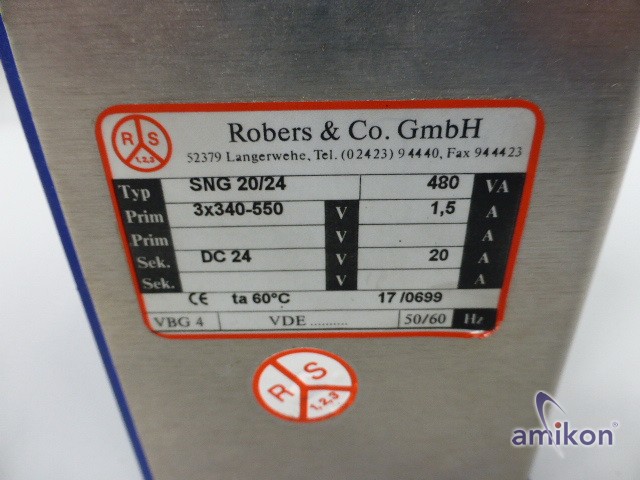 R S
1,2,3
Robers & Co. GmbH
52379 Langerwehe, Tel. (02423) 94440, Fax 944423
Typ SNG 20/24 480 VA
Prim 3x340-550 V 1,5 A
Prim V A
Sek. DC 24 V 20 A
Sek. V A
CE ta 60°C 17/0699
VBG 4 VDE .......... 50/60 Hz
R S
1,2,3
amikon®